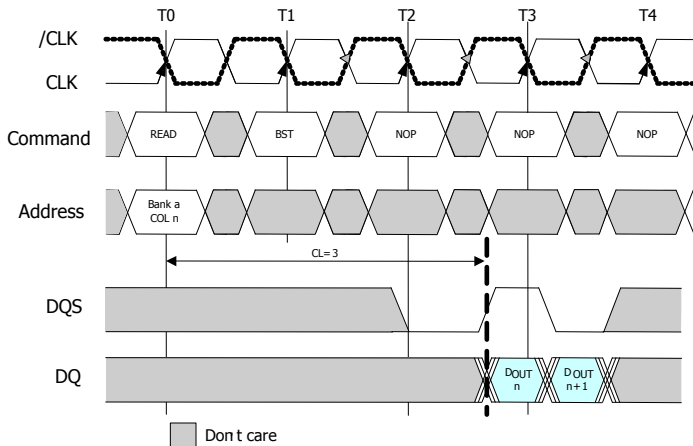 T0 T1 T2 T3 T4
/CLK
CLK
Command READ BST NOP NOP NOP
Address Bank a
COL n
CL=3
DQS
DQ DOUT
n DOUT
n+1
Don't care